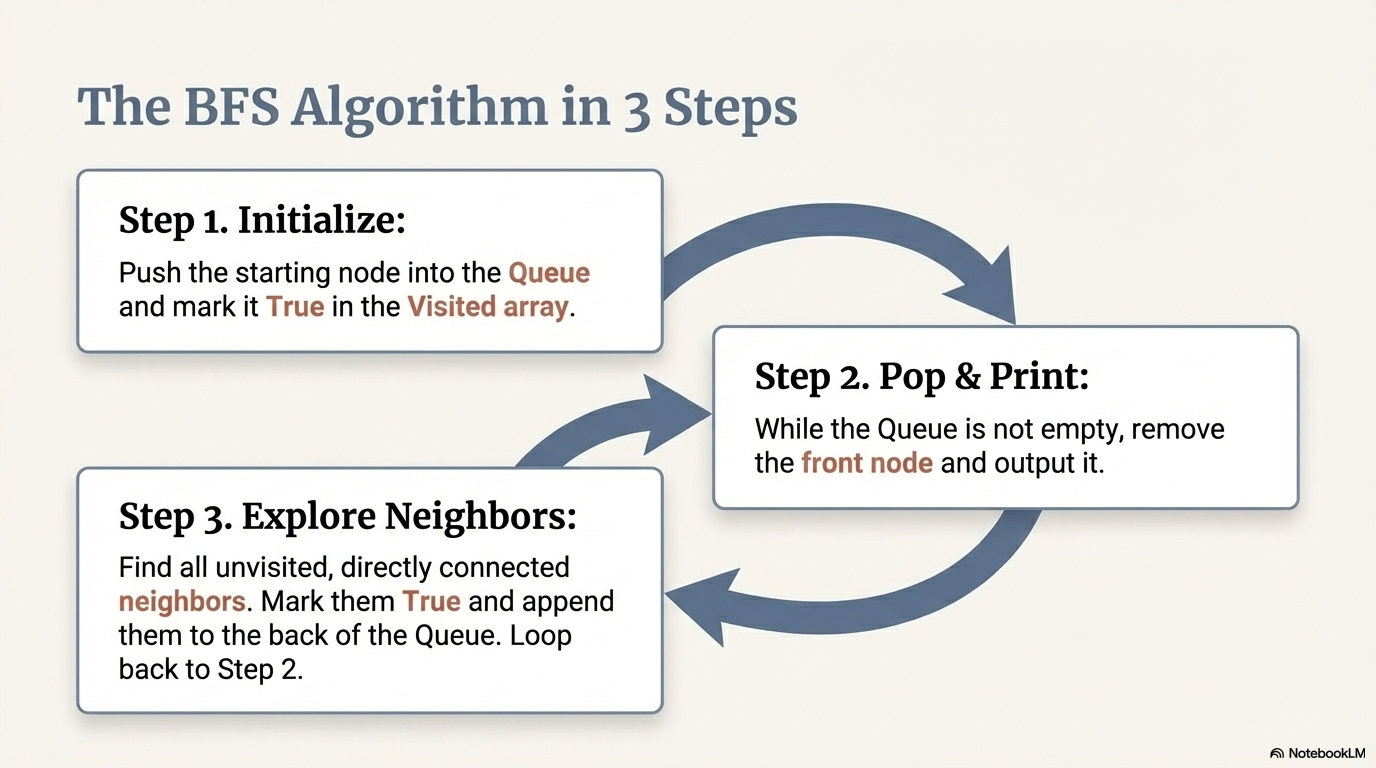 The BFS Algorithm in 3 Steps
Step 1. Initialize:
Push the starting node into the Queue
and mark it True in the Visited array.
Step 2. Pop & Print:
While the Queue is not empty, remove
the front node and output it.
Step 3. Explore Neighbors:
Find all unvisited, directly connected
neighbors. Mark them True and append
them to the back of the Queue. Loop
back to Step 2.
NotebookLM